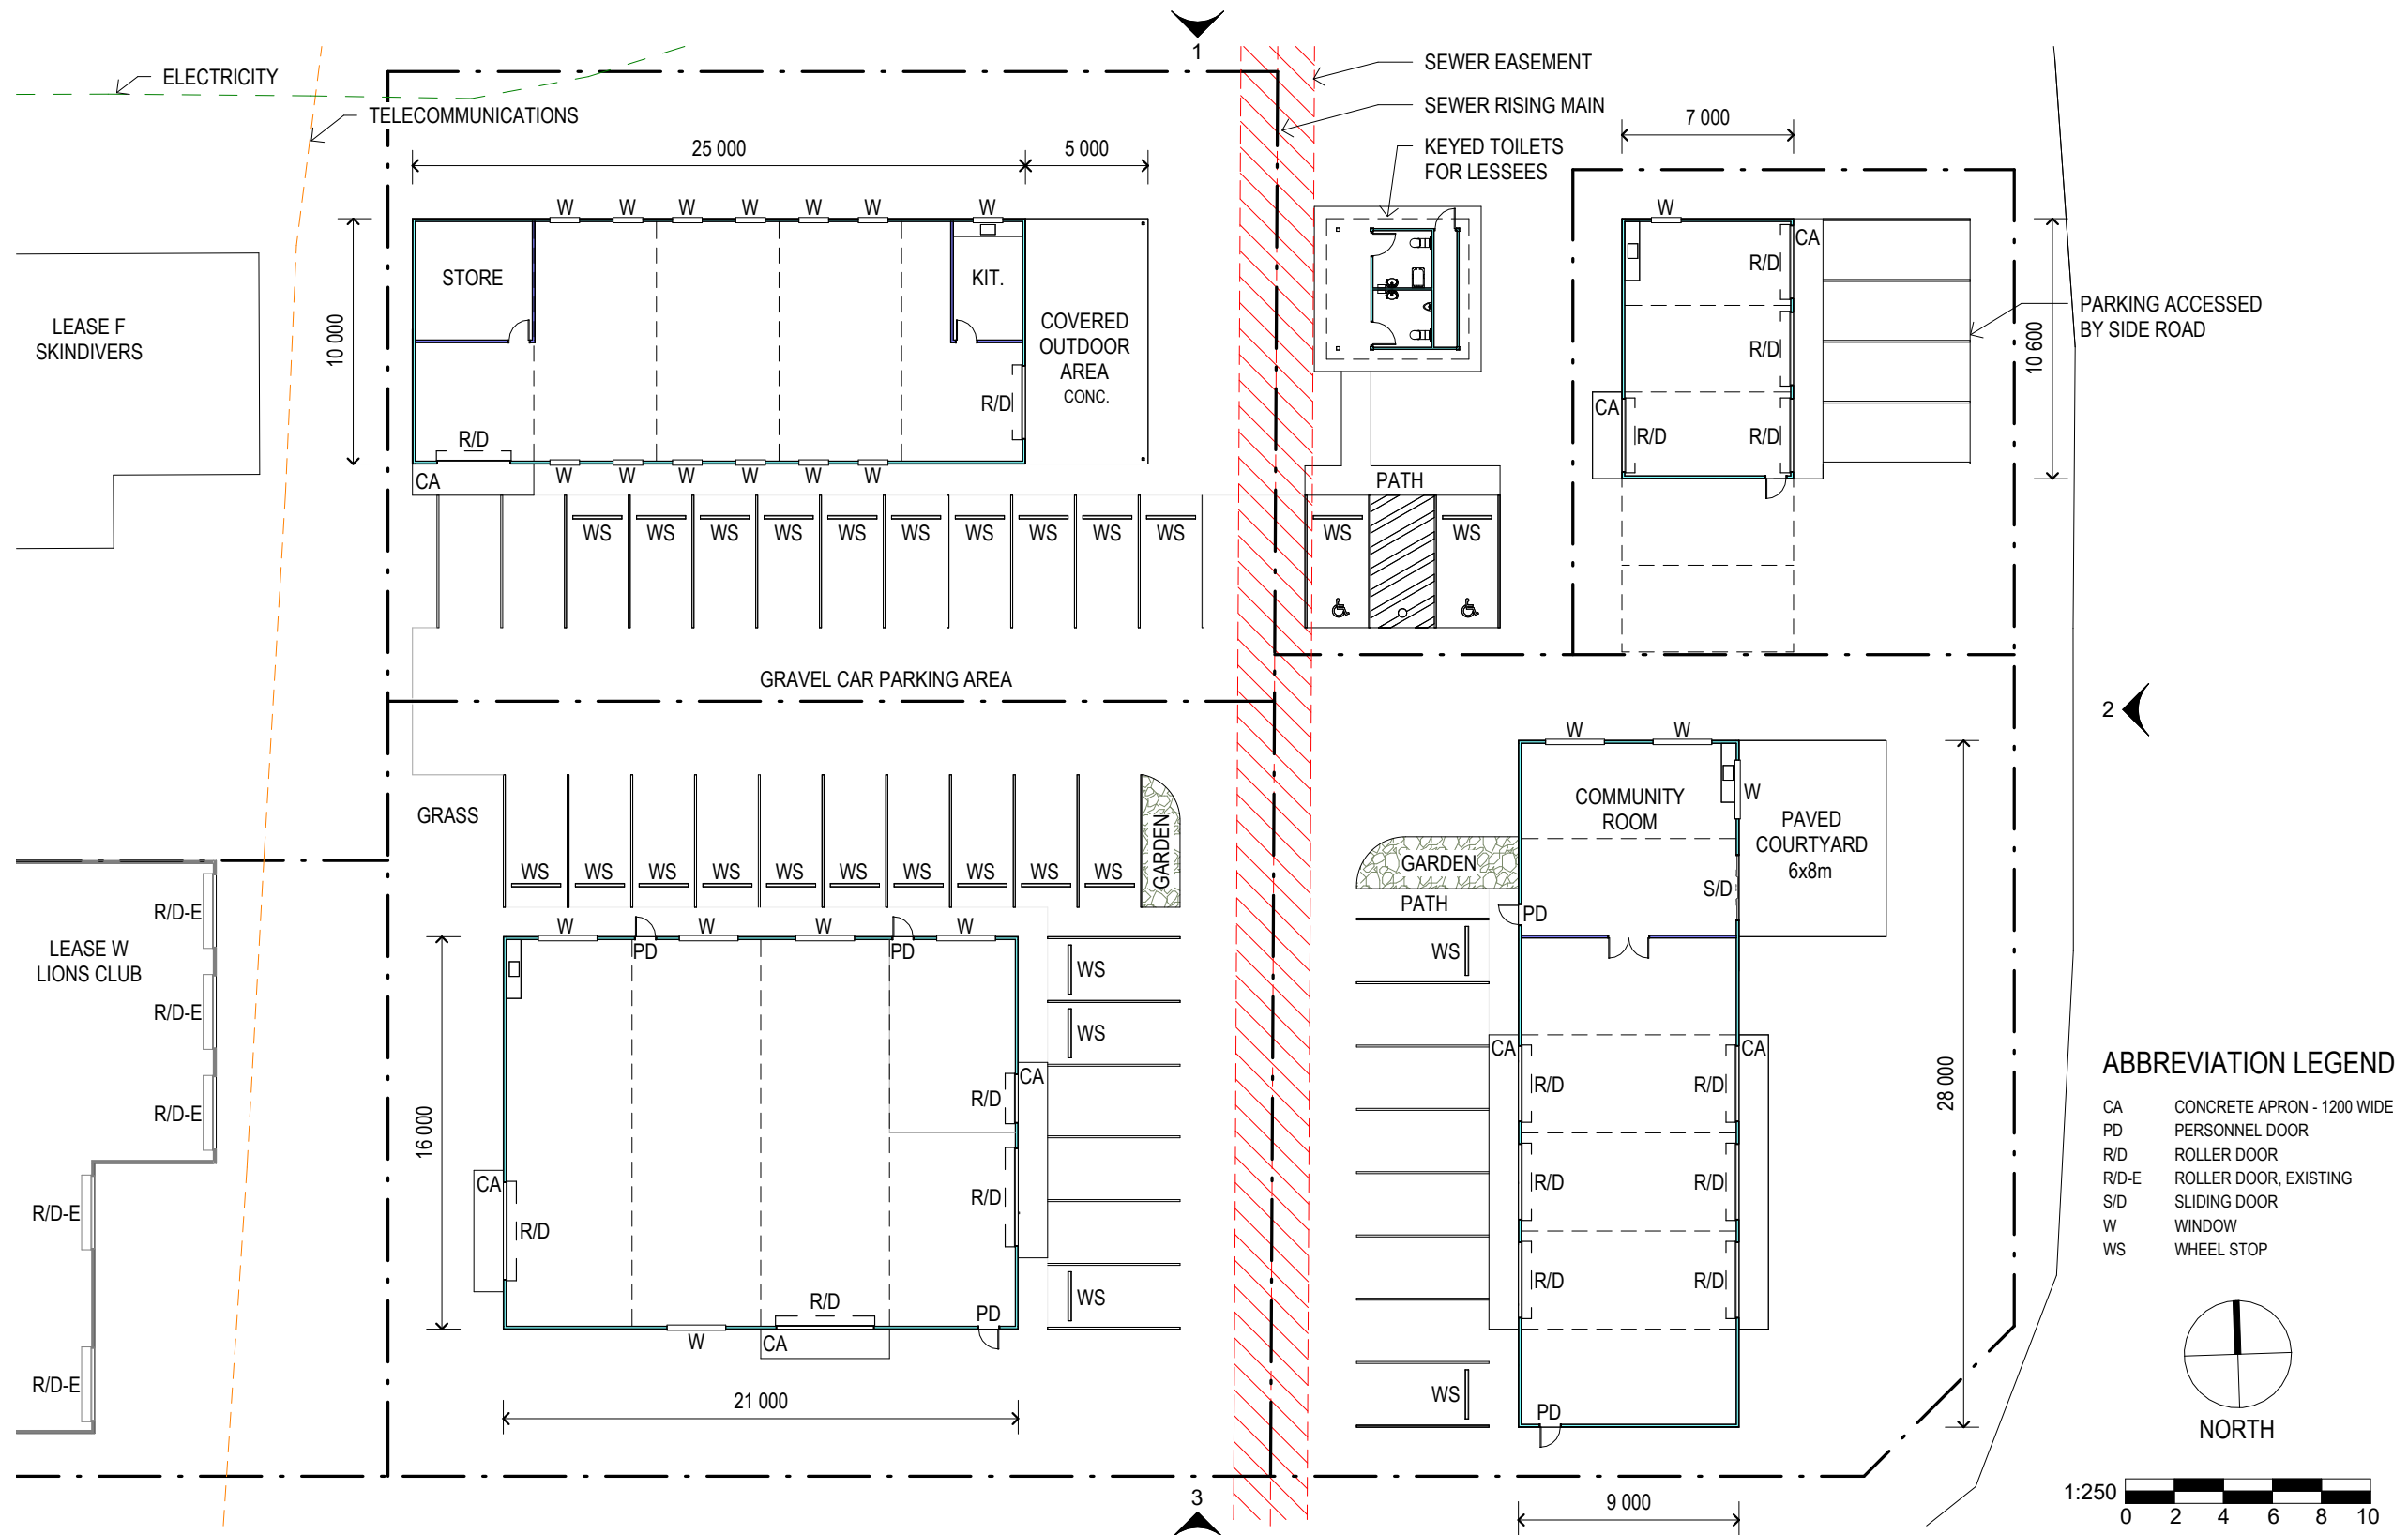 1
ELECTRICITY
TELECOMMUNICATIONS
SEWER EASEMENT
SEWER RISING MAIN
KEYED TOILETS
FOR LESSEES
7 000
25 000
5 000
W W W W W W W
W
STORE
KIT.
COVERED
OUTDOOR
AREA
CONC.
10 000
R/D
R/D
CA
W W W W W W
LEASE F
SKINDIVERS
CA
R/D
R/D
R/D
R/D
CA
10 600
PARKING ACCESSED
BY SIDE ROAD
PATH
WS WS WS WS WS WS WS WS WS WS
WS WS
GRAVEL CAR PARKING AREA
2
GRASS
WS WS WS WS WS WS WS WS WS WS
GARDEN
W W
COMMUNITY
ROOM
W
PAVED
COURTYARD
6x8m
S/D
GARDEN
PATH
PD
LEASE W
LIONS CLUB
R/D-E
R/D-E
R/D-E
R/D-E
R/D-E
W PD W W PD W
WS
WS
WS
16 000
CA
R/D
CA
R/D
R/D
R/D
W
CA
PD
21 000
WS
WS
CA
R/D
R/D
R/D
CA
R/D
R/D
R/D
PD
28 000
9 000
3
ABBREVIATION LEGEND
CA CONCRETE APRON - 1200 WIDE
PD PERSONNEL DOOR
R/D ROLLER DOOR
R/D-E ROLLER DOOR, EXISTING
S/D SLIDING DOOR
W WINDOW
WS WHEEL STOP
NORTH
1:250
0 2 4 6 8 10